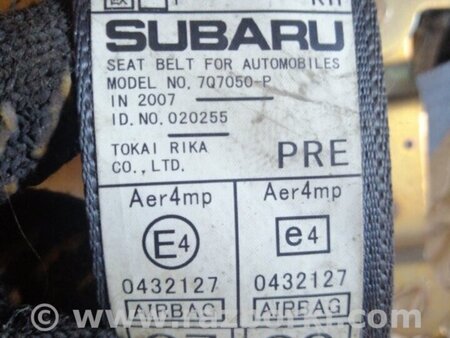 RH
SUBARU
SEAT BELT FOR AUTOMOBILES
MODEL NO. 7Q7050-P
IN 2007
ID.NO.020255
TOKAI RIKA
CO., LTD.
PRE
Aer4mp Aer4mp
E4 e4
0432127 0432127
AIRBAG AIRBAG